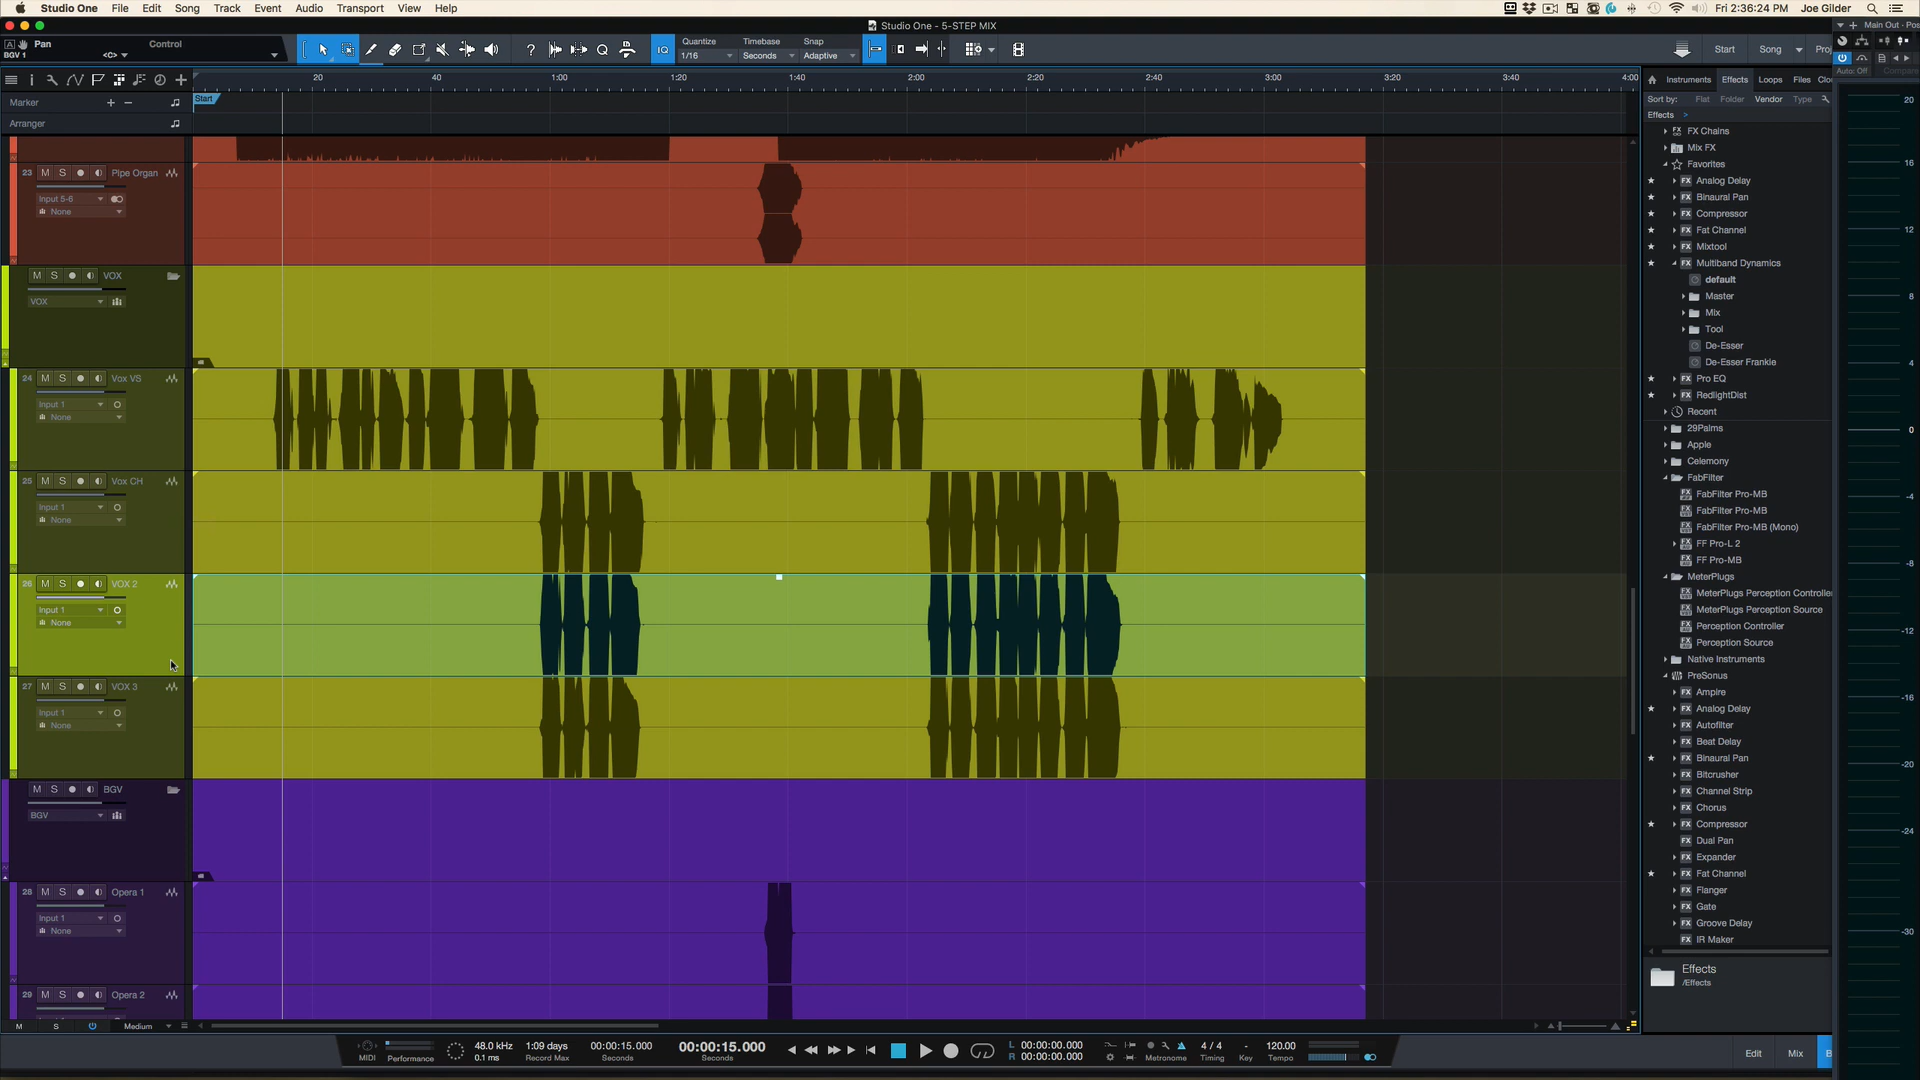 Studio One File Edit Song Track Event Audio Transport View Help
Fri 2:36:24 PM Joe Gilder
Studio One - 5-STEP MIX
Main Out - Pos
Pan
BGV 1
<C>
Control
IQ
Quantize
1/16
Timebase
Seconds
Snap
Adaptive
Start
Song
Proj
Auto: Off
Compare
20 40 1:00 1:20 1:40 2:00 2:20 2:40 3:00 3:20 3:40 4:00
Marker
Start
Arranger
23 M S Pipe Organ
Input 5-6
None
M S VOX
VOX
24 M S Vox VS
Input 1
None
25 M S Vox CH
Input 1
None
26 M S VOX 2
Input 1
None
27 M S VOX 3
Input 1
None
M S BGV
BGV
28 M S Opera 1
Input 1
None
29 M S Opera 2
M S Medium
Instruments Effects Loops Files Clo
Sort by: Flat Folder Vendor Type
Effects >
FX Chains
Mix FX
Favorites
FX Analog Delay
FX Binaural Pan
FX Compressor
FX Fat Channel
FX Mixtool
FX Multiband Dynamics
default
Master
Mix
Tool
De-Esser
De-Esser Frankie
FX Pro EQ
FX RedlightDist
Recent
29Palms
Apple
Celemony
FabFilter
FabFilter Pro-MB
FabFilter Pro-MB
FabFilter Pro-MB (Mono)
FF Pro-L 2
FF Pro-MB
MeterPlugs
MeterPlugs Perception Controller
MeterPlugs Perception Source
Perception Controller
Perception Source
Native Instruments
PreSonus
FX Ampire
FX Analog Delay
FX Autofilter
FX Beat Delay
FX Binaural Pan
FX Bitcrusher
FX Channel Strip
FX Chorus
FX Compressor
FX Dual Pan
FX Expander
FX Fat Channel
FX Flanger
FX Gate
FX Groove Delay
FX IR Maker
Effects
/Effects
20
16
12
8
4
0
-4
-8
-12
-16
-20
-24
-30
MIDI
Performance
48.0 kHz
0.1 ms
1:09 days
Record Max
00:00:15.000
Seconds
00:00:15.000
Seconds
L 00:00:00.000
R 00:00:00.000
Metronome
4 / 4
Timing
-
Key
120.00
Tempo
Edit
Mix
B